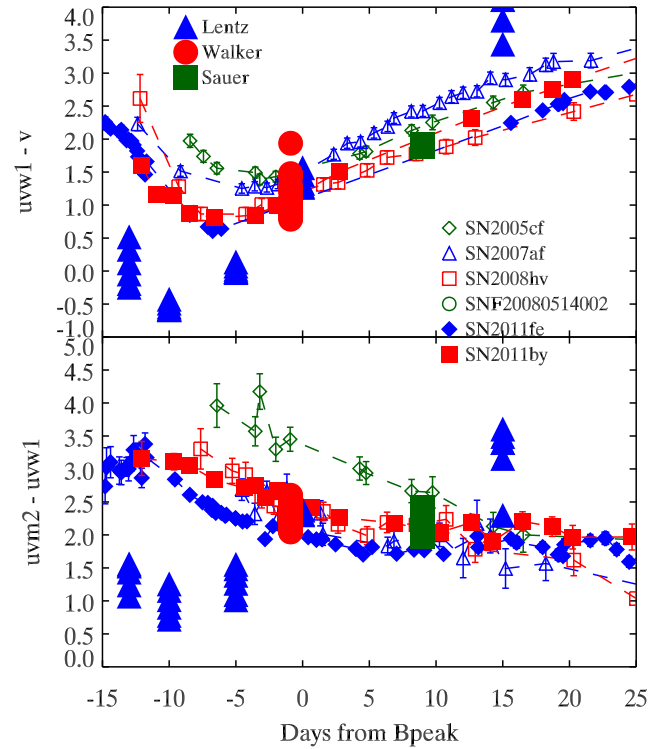 4.0
3.5
3.0
2.5
2.0
1.5
1.0
0.5
0.0
-0.5
-1.0
uvw1 - v
Lentz
Walker
Sauer
SN2005cf
SN2007af
SN2008hv
SNF20080514002
SN2011fe
SN2011by
5.0
4.5
4.0
3.5
3.0
2.5
2.0
1.5
1.0
0.5
0.0
uvm2 - uvw1
-15 -10 -5 0 5 10 15 20 25
Days from Bpeak